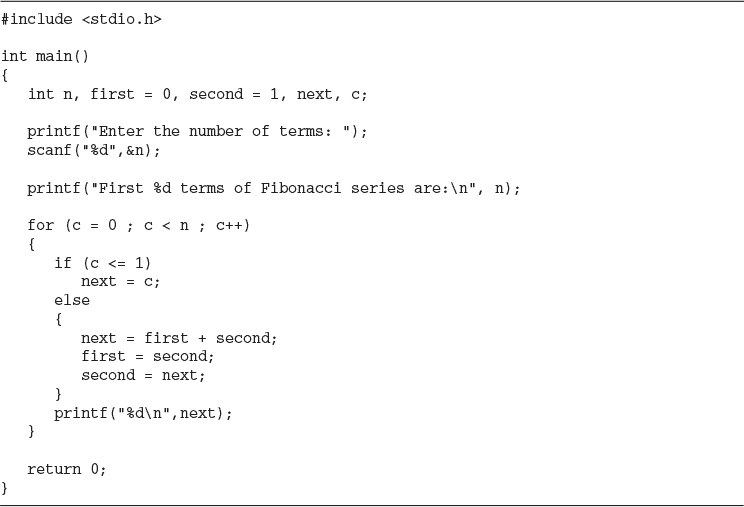 #include <stdio.h>

int main()
{
   int n, first = 0, second = 1, next, c;

   printf("Enter the number of terms: ");
   scanf("%d",&n);

   printf("First %d terms of Fibonacci series are:\n", n);

   for (c = 0 ; c < n ; c++)
   {
      if (c <= 1)
         next = c;
      else
      {
         next = first + second;
         first = second;
         second = next;
      }
      printf("%d\n",next);
   }

   return 0;
}